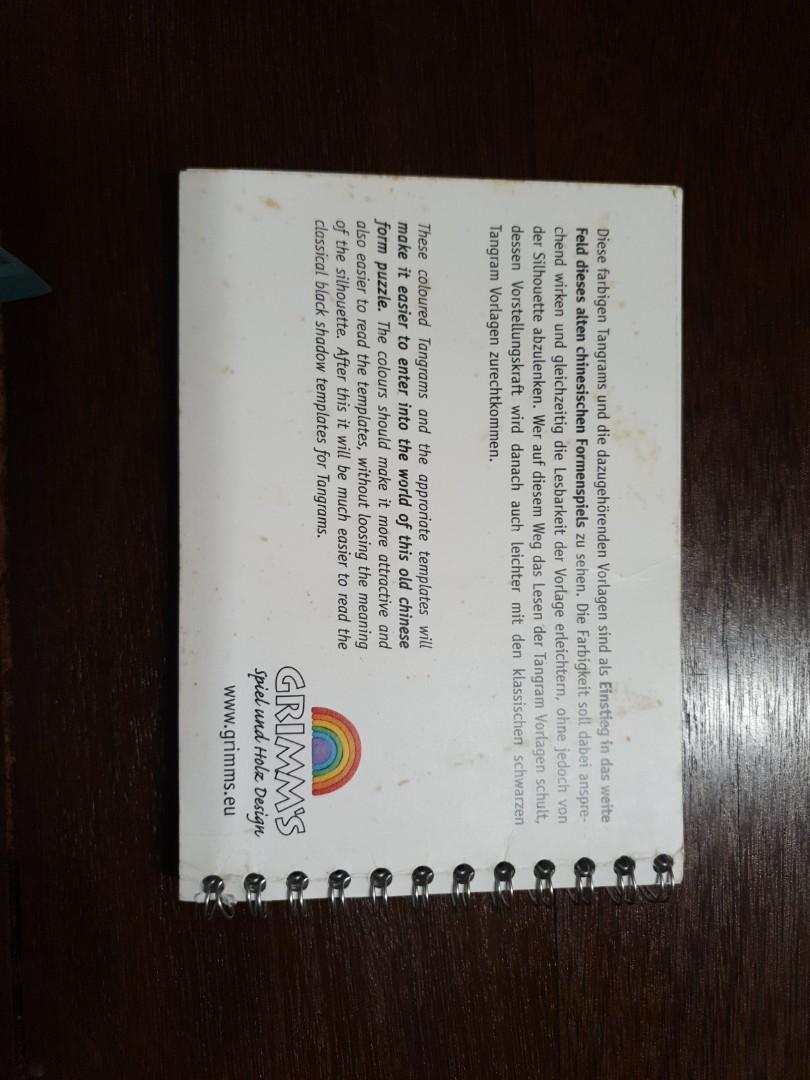 Diese farbigen Tangrams und die dazugehörenden Vorlagen sind als Einstieg in das weite
Feld dieses alten chinesischen Formenspiels zu sehen. Die Farbigkeit soll dabei anspre-
chend wirken und gleichzeitig die Lesbarkeit der Vorlage erleichtern, ohne jedoch von
der Silhouette abzulenken. Wer auf diesem Weg das Lesen der Tangram Vorlagen schult,
dessen Vorstellungskraft wird danach auch leichter mit den klassischen schwarzen
Tangram Vorlagen zurechtkommen.
These coloured Tangrams and the approriate templates will
make it easier to enter into the world of this old chinese
form puzzle. The colours should make it more attractive and
also easier to read the templates, without loosing the meaning
of the silhouette. After this it will be much easier to read the
classical black shadow templates for Tangrams.
GRIMM'S
Spiel und Holz Design
www.grimms.eu